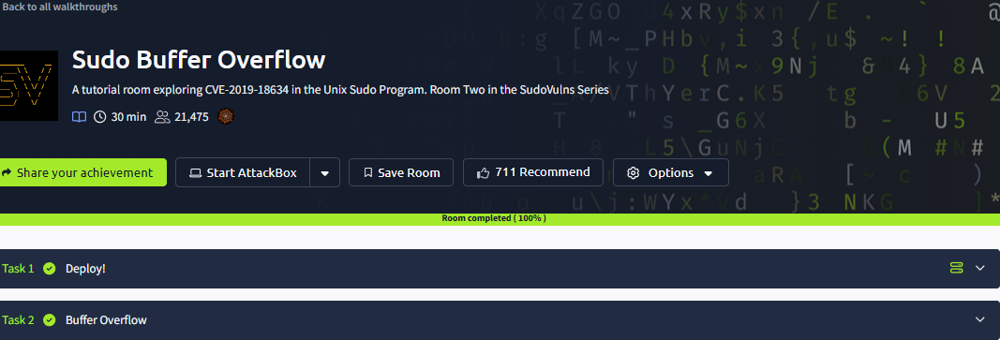 Back to all walkthroughs
Sudo Buffer Overflow
A tutorial room exploring CVE-2019-18634 in the Unix Sudo Program. Room Two in the SudoVulns Series
30 min 21,475
Share your achievement Start AttackBox Save Room 711 Recommend Options
Room completed ( 100% )
Task 1 Deploy!
Task 2 Buffer Overflow